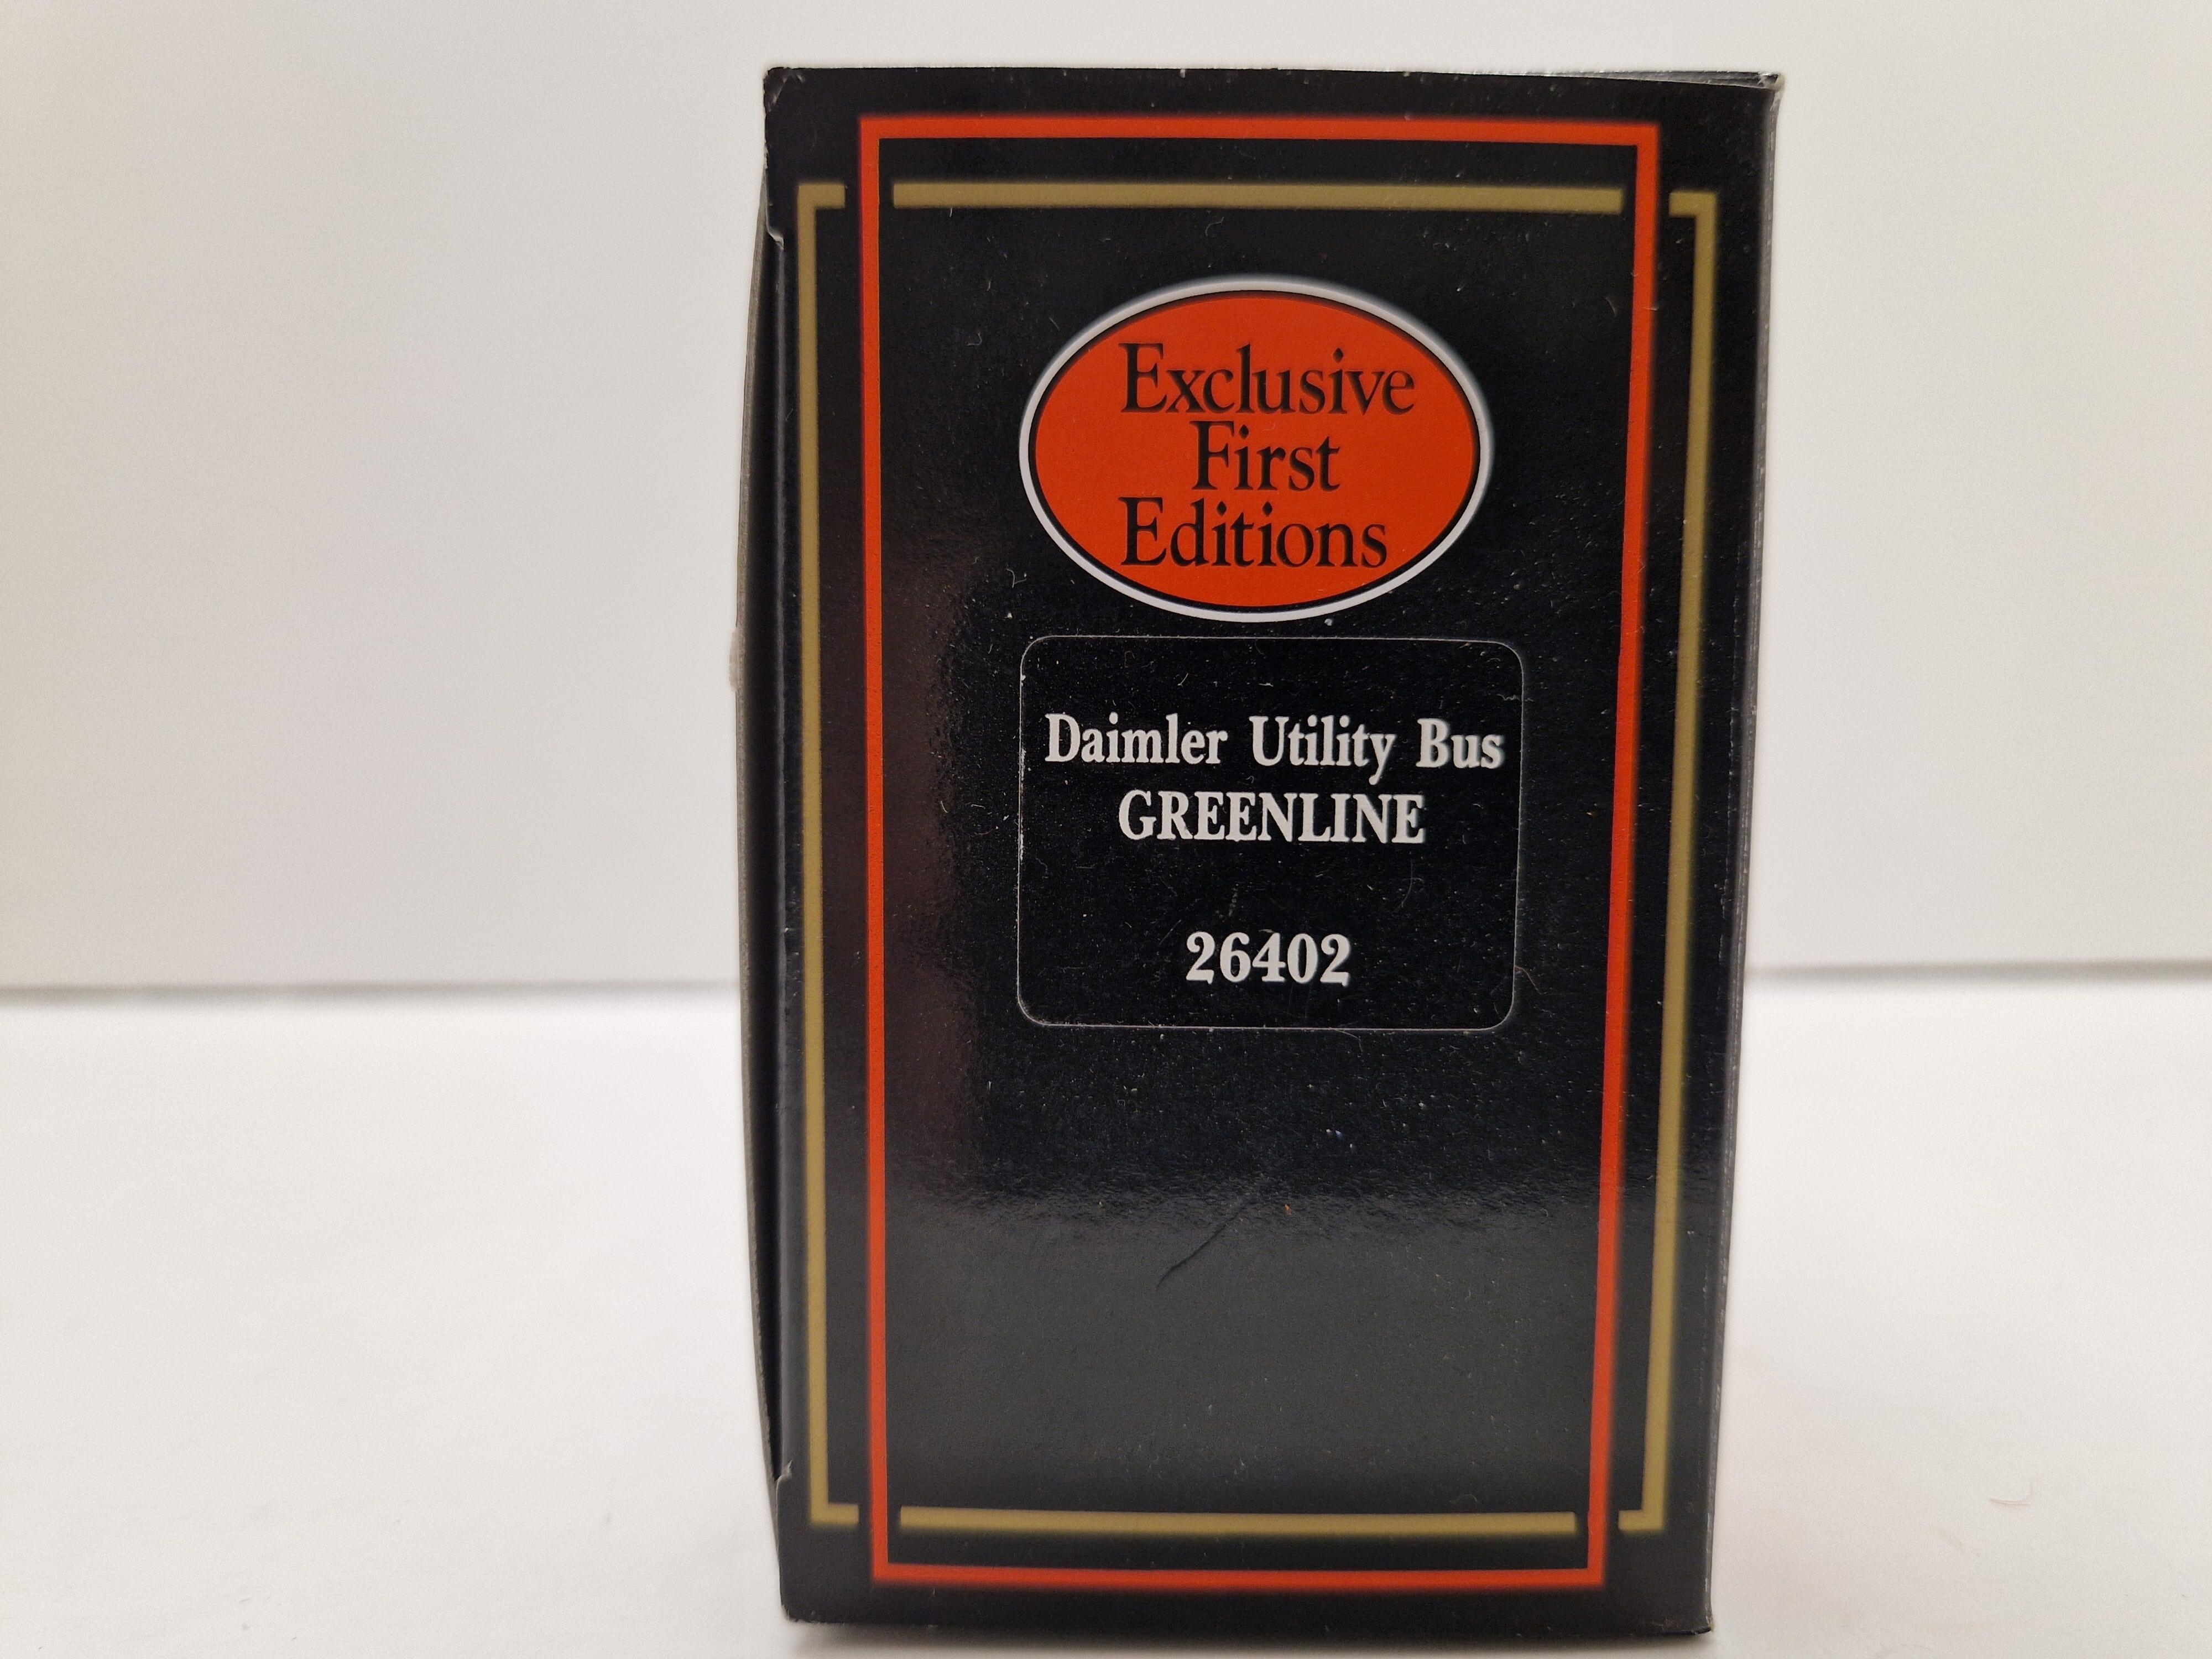 Exclusive
First
Editions
Daimler Utility Bus
GREENLINE
26402